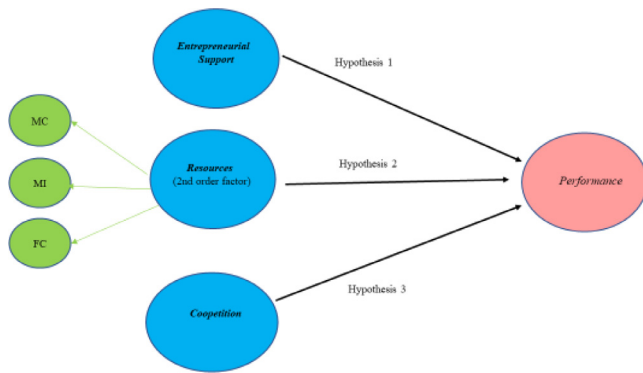 Entrepreneurial
Support
Hypothesis 1
MC
Resources
(2nd order factor)
Hypothesis 2
MI
Performance
FC
Hypothesis 3
Coopetition